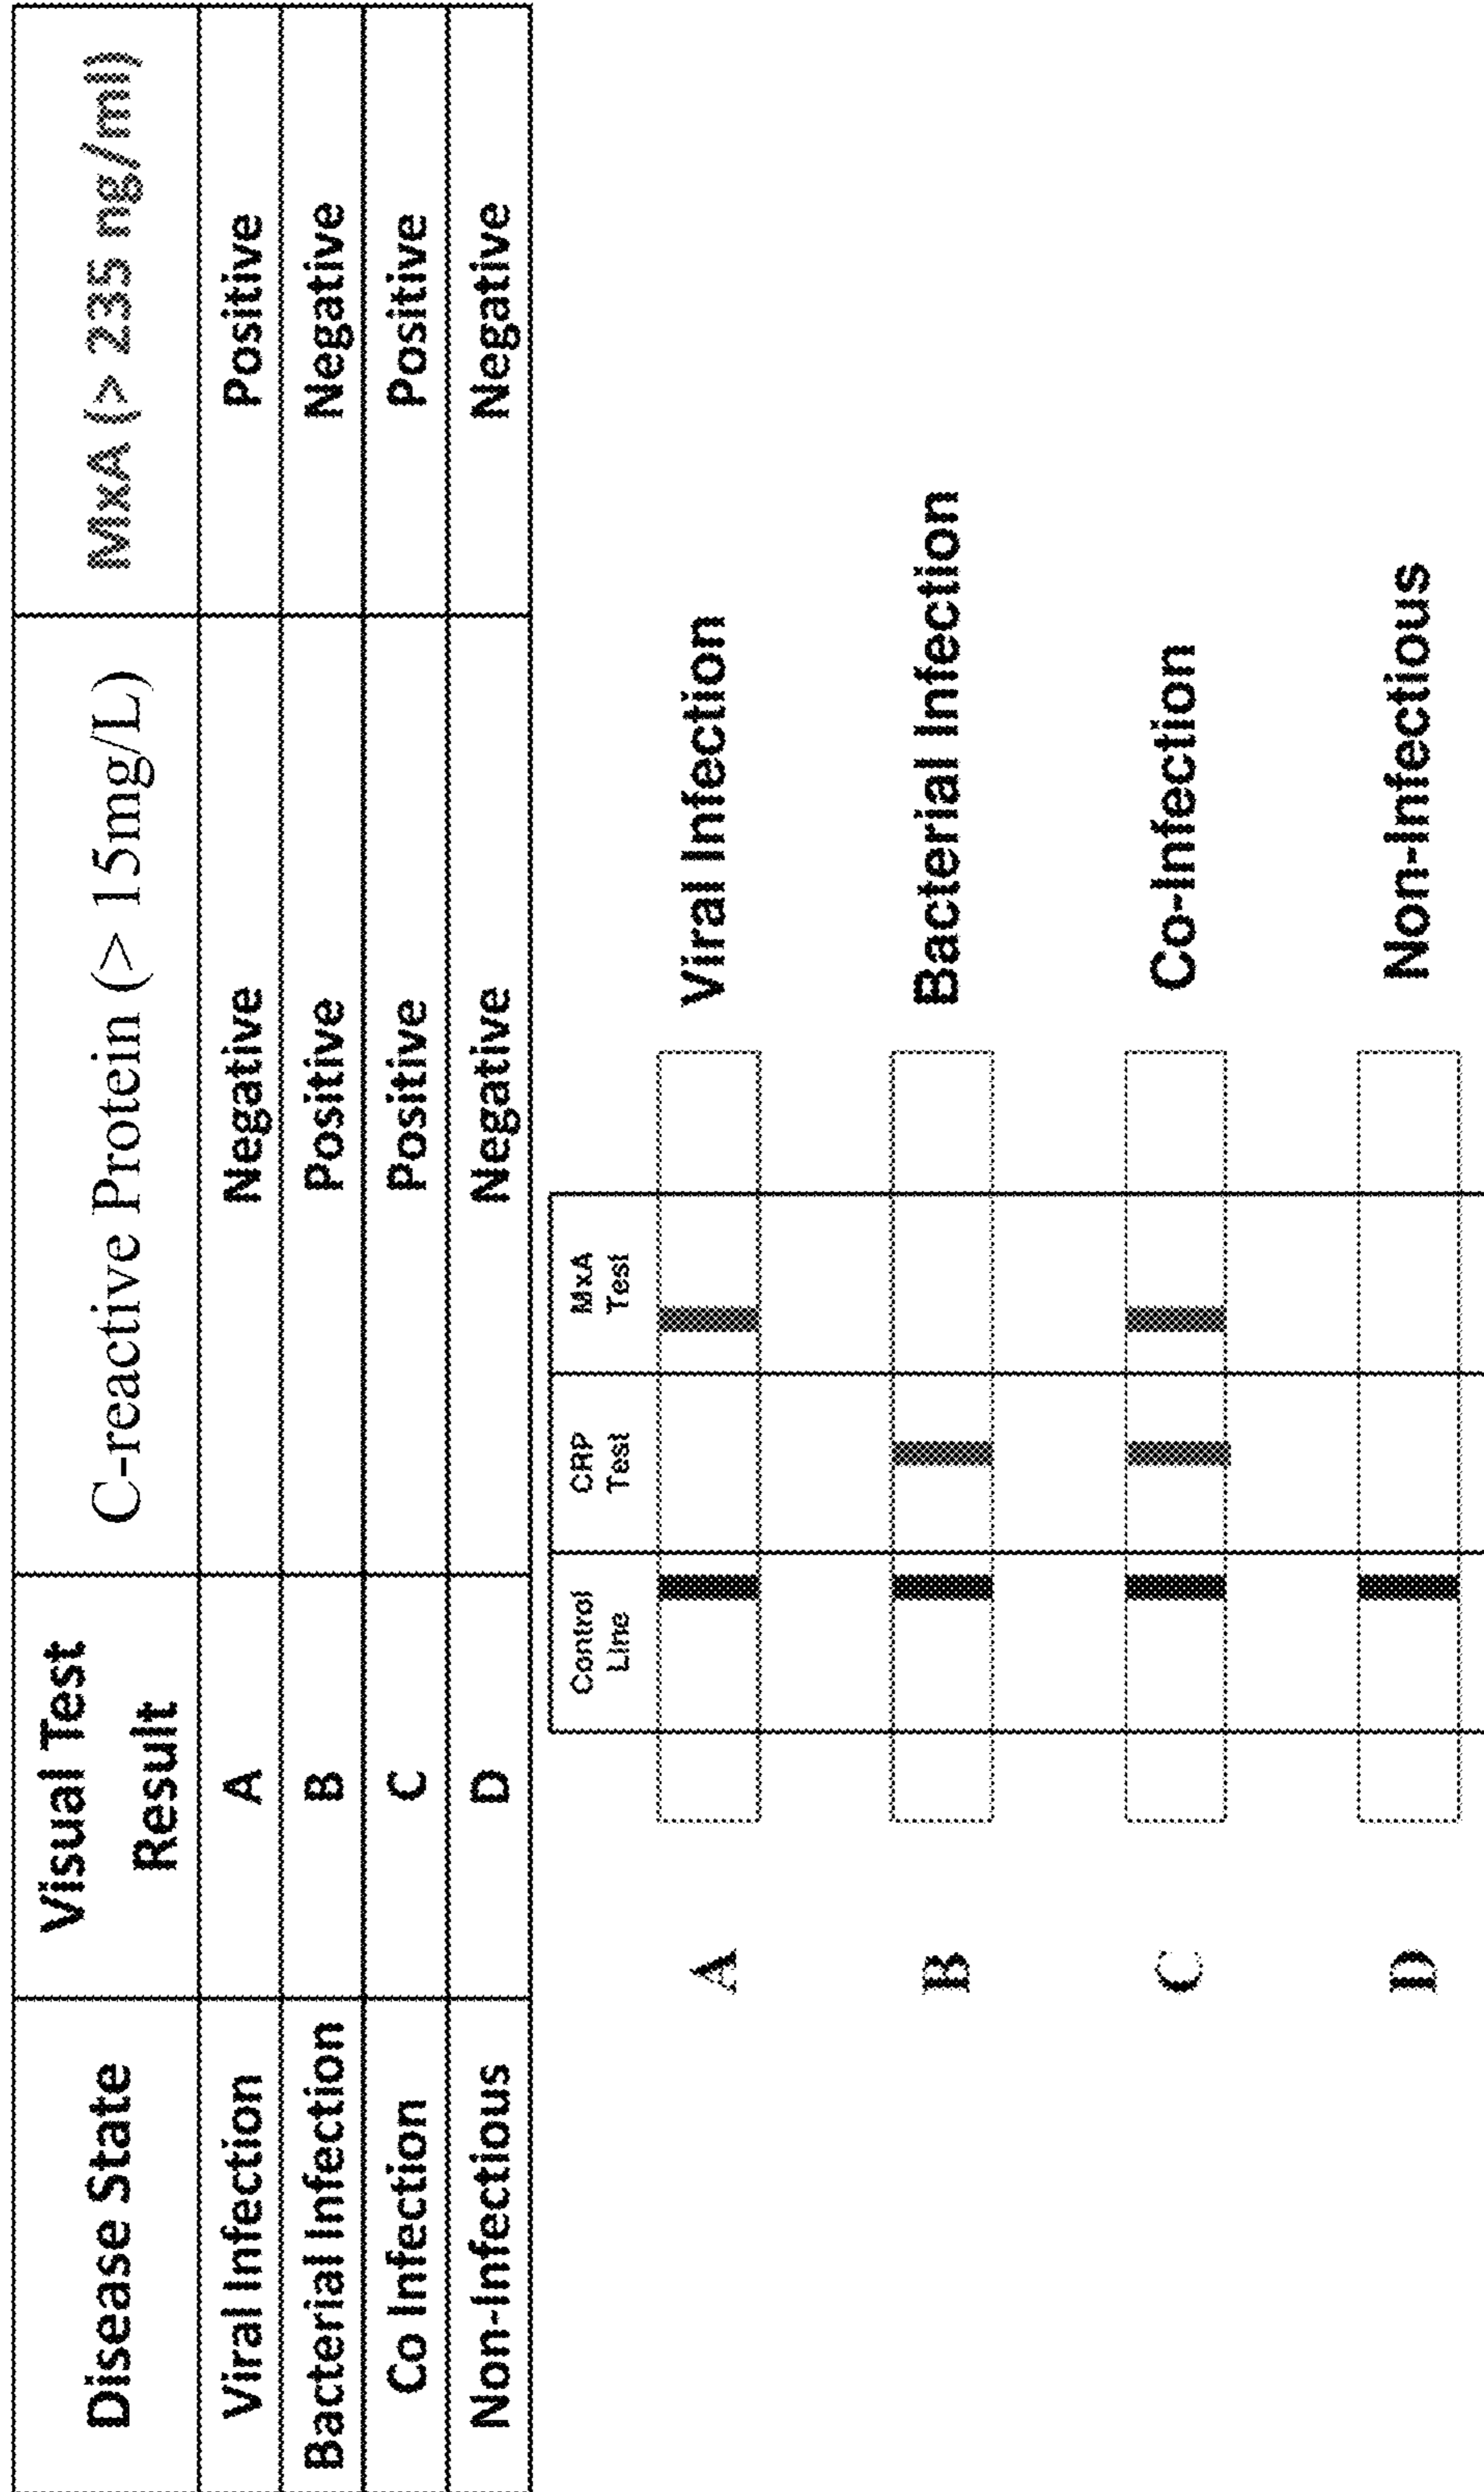 Disease State
Visual Test
Result
C-reactive Protein (> 15mg/L)
MxA (> 235 ng/ml)
Viral Infection
A
Negative
Positive
Bacterial Infection
B
Positive
Negative
Co Infection
C
Positive
Positive
Non-Infectious
D
Negative
Negative
Control
Line
CRP
Test
MxA
Test
A
Viral Infection
B
Bacterial Infection
C
Co-Infection
D
Non-Infectious